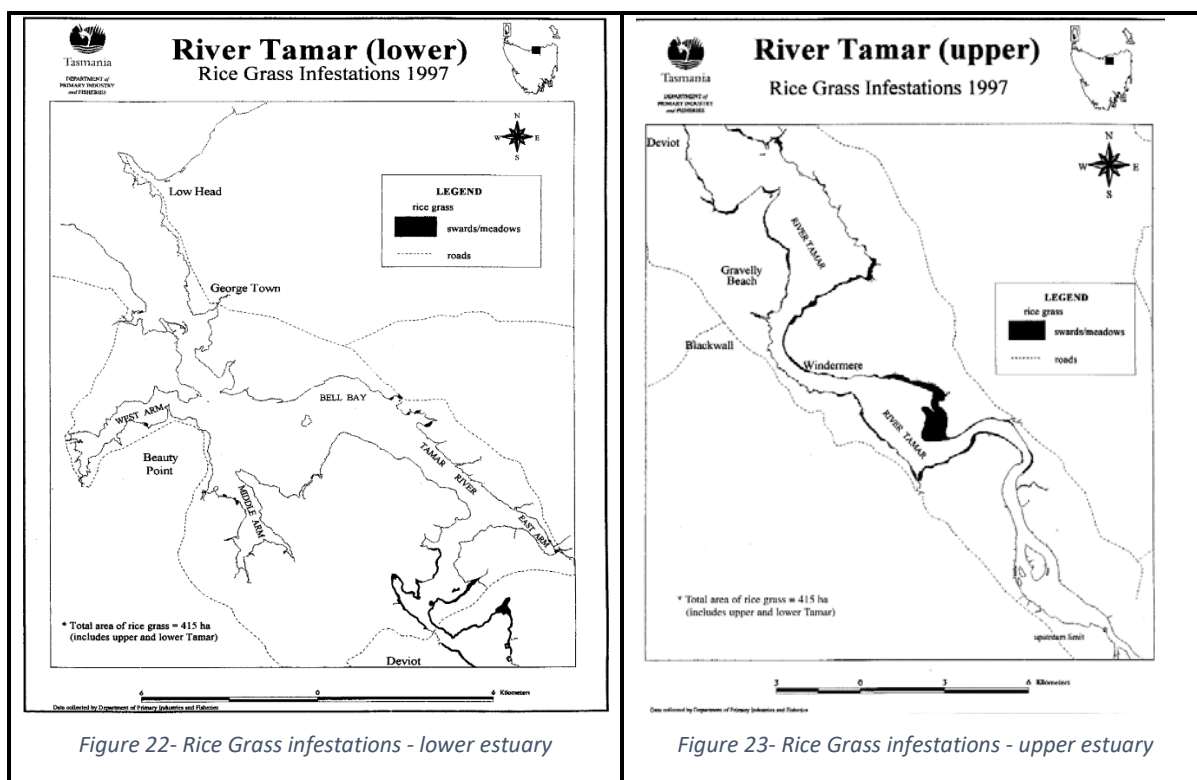 Tasmania
DEPARTMENT of
PRIMARY INDUSTRY
and FISHERIES
River Tamar (lower)
Rice Grass Infestations 1997
N
W E
S
Low Head
LEGEND
rice grass
swards/meadows
roads
George Town
BELL BAY
WEST ARM
Beauty
Point
TAMAR
RIVER
MIDDLE ARM
EAST ARM
* Total area of rice grass = 415 ha
(includes upper and lower Tamar)
Deviot
6 0 6 Kilometers
Data collected by Department of Primary Industries and Fisheries
Figure 22- Rice Grass infestations - lower estuary
Tasmania
DEPARTMENT of
PRIMARY INDUSTRY
and FISHERIES
River Tamar (upper)
Rice Grass Infestations 1997
Deviot
N
W E
S
RIVER TAMAR
Gravelly
Beach
LEGEND
rice grass
swards/meadows
roads
Blackwall
Windermere
RIVER TAMAR
* Total area of rice grass = 415 ha
(includes upper and lower Tamar)
upstream limit
3 0 3 6 Kilometers
Data collected by Department of Primary Industries and Fisheries
Figure 23- Rice Grass infestations - upper estuary